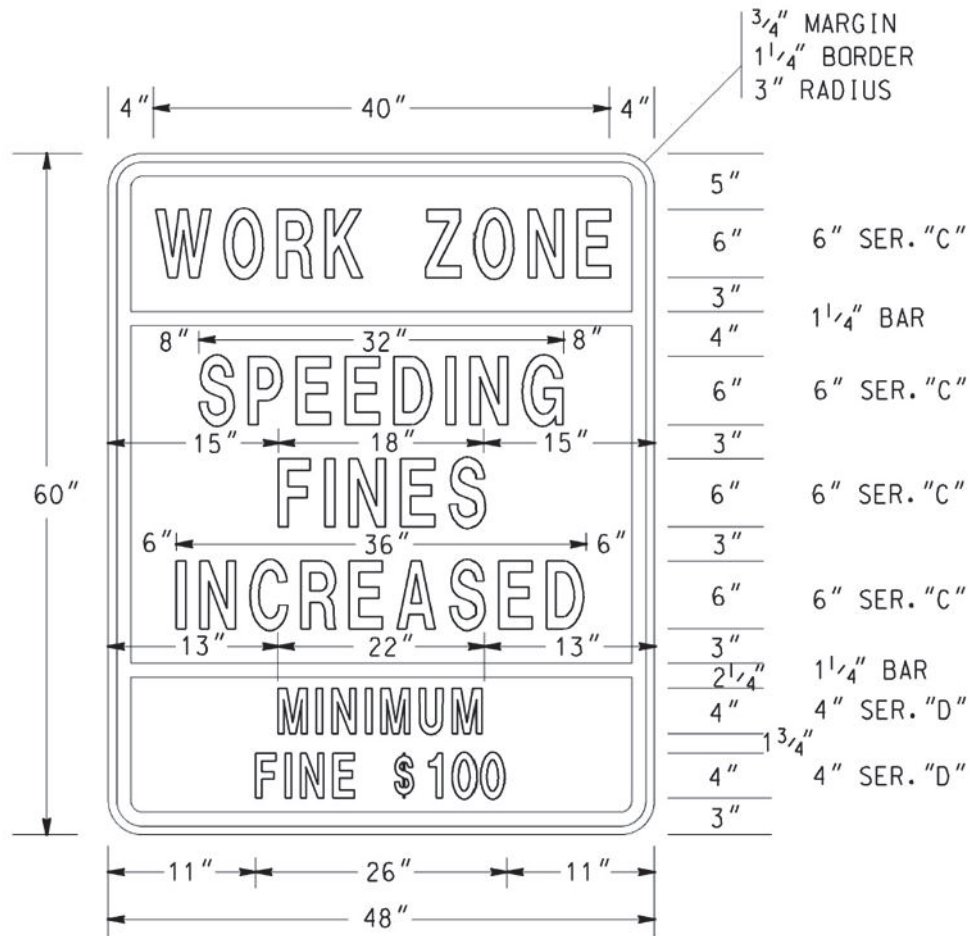 3/4" MARGIN
1 1/4" BORDER
3" RADIUS
4" 40" 4"
5"
WORK ZONE
6" 6" SER. "C"
3"
1 1/4" BAR
4"
8" 32" 8"
SPEEDING
6" 6" SER. "C"
15" 18" 15"
3"
60"
FINES
6" 6" SER. "C"
6" 36" 6"
3"
INCREASED
6" 6" SER. "C"
13" 22" 13"
3"
2 1/4" 1 1/4" BAR
MINIMUM
4" 4" SER. "D"
1 3/4"
FINE $100
4" 4" SER. "D"
3"
11" 26" 11"
48"